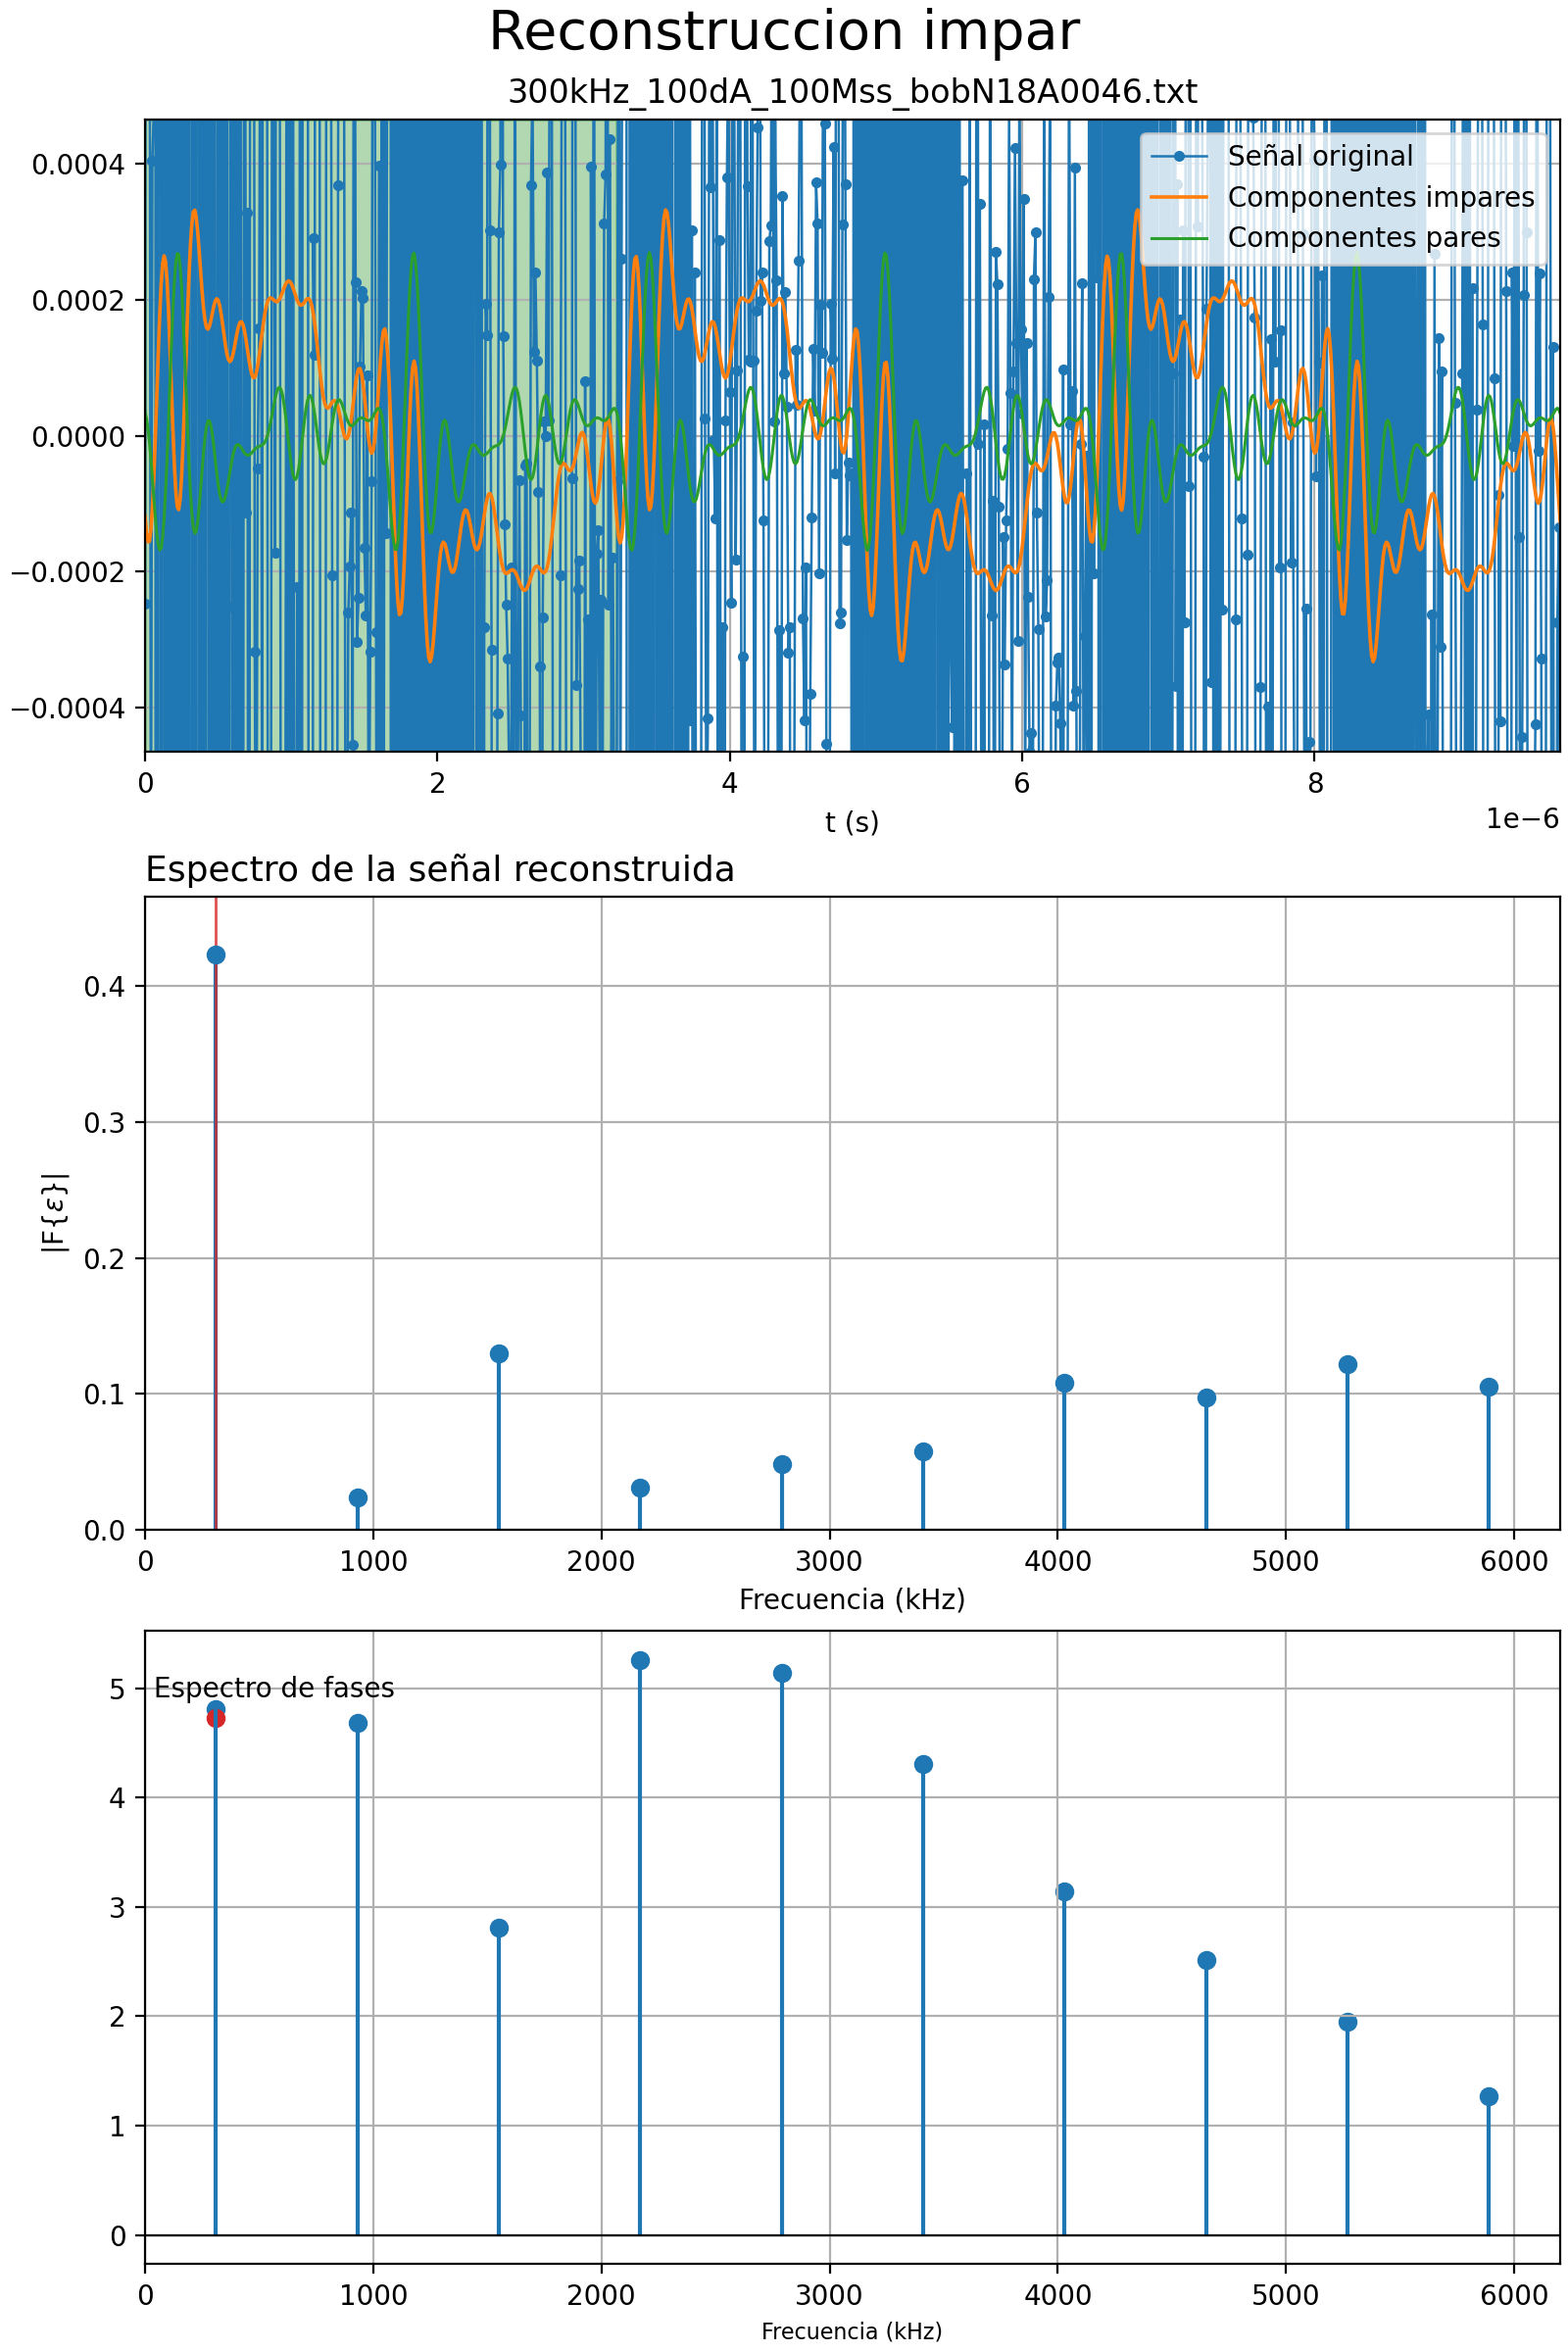 Reconstruccion impar
300kHz_100dA_100Mss_bobN18A0046.txt
Señal original
Componentes impares
Componentes pares
0.0004
0.0002
0.0000
−0.0002
−0.0004
0 2 4 6 8
1e−6
t (s)
Espectro de la señal reconstruida
|F{ε}|
0.4
0.3
0.2
0.1
0.0
0 1000 2000 3000 4000 5000 6000
Frecuencia (kHz)
Espectro de fases
5
4
3
2
1
0
0 1000 2000 3000 4000 5000 6000
Frecuencia (kHz)